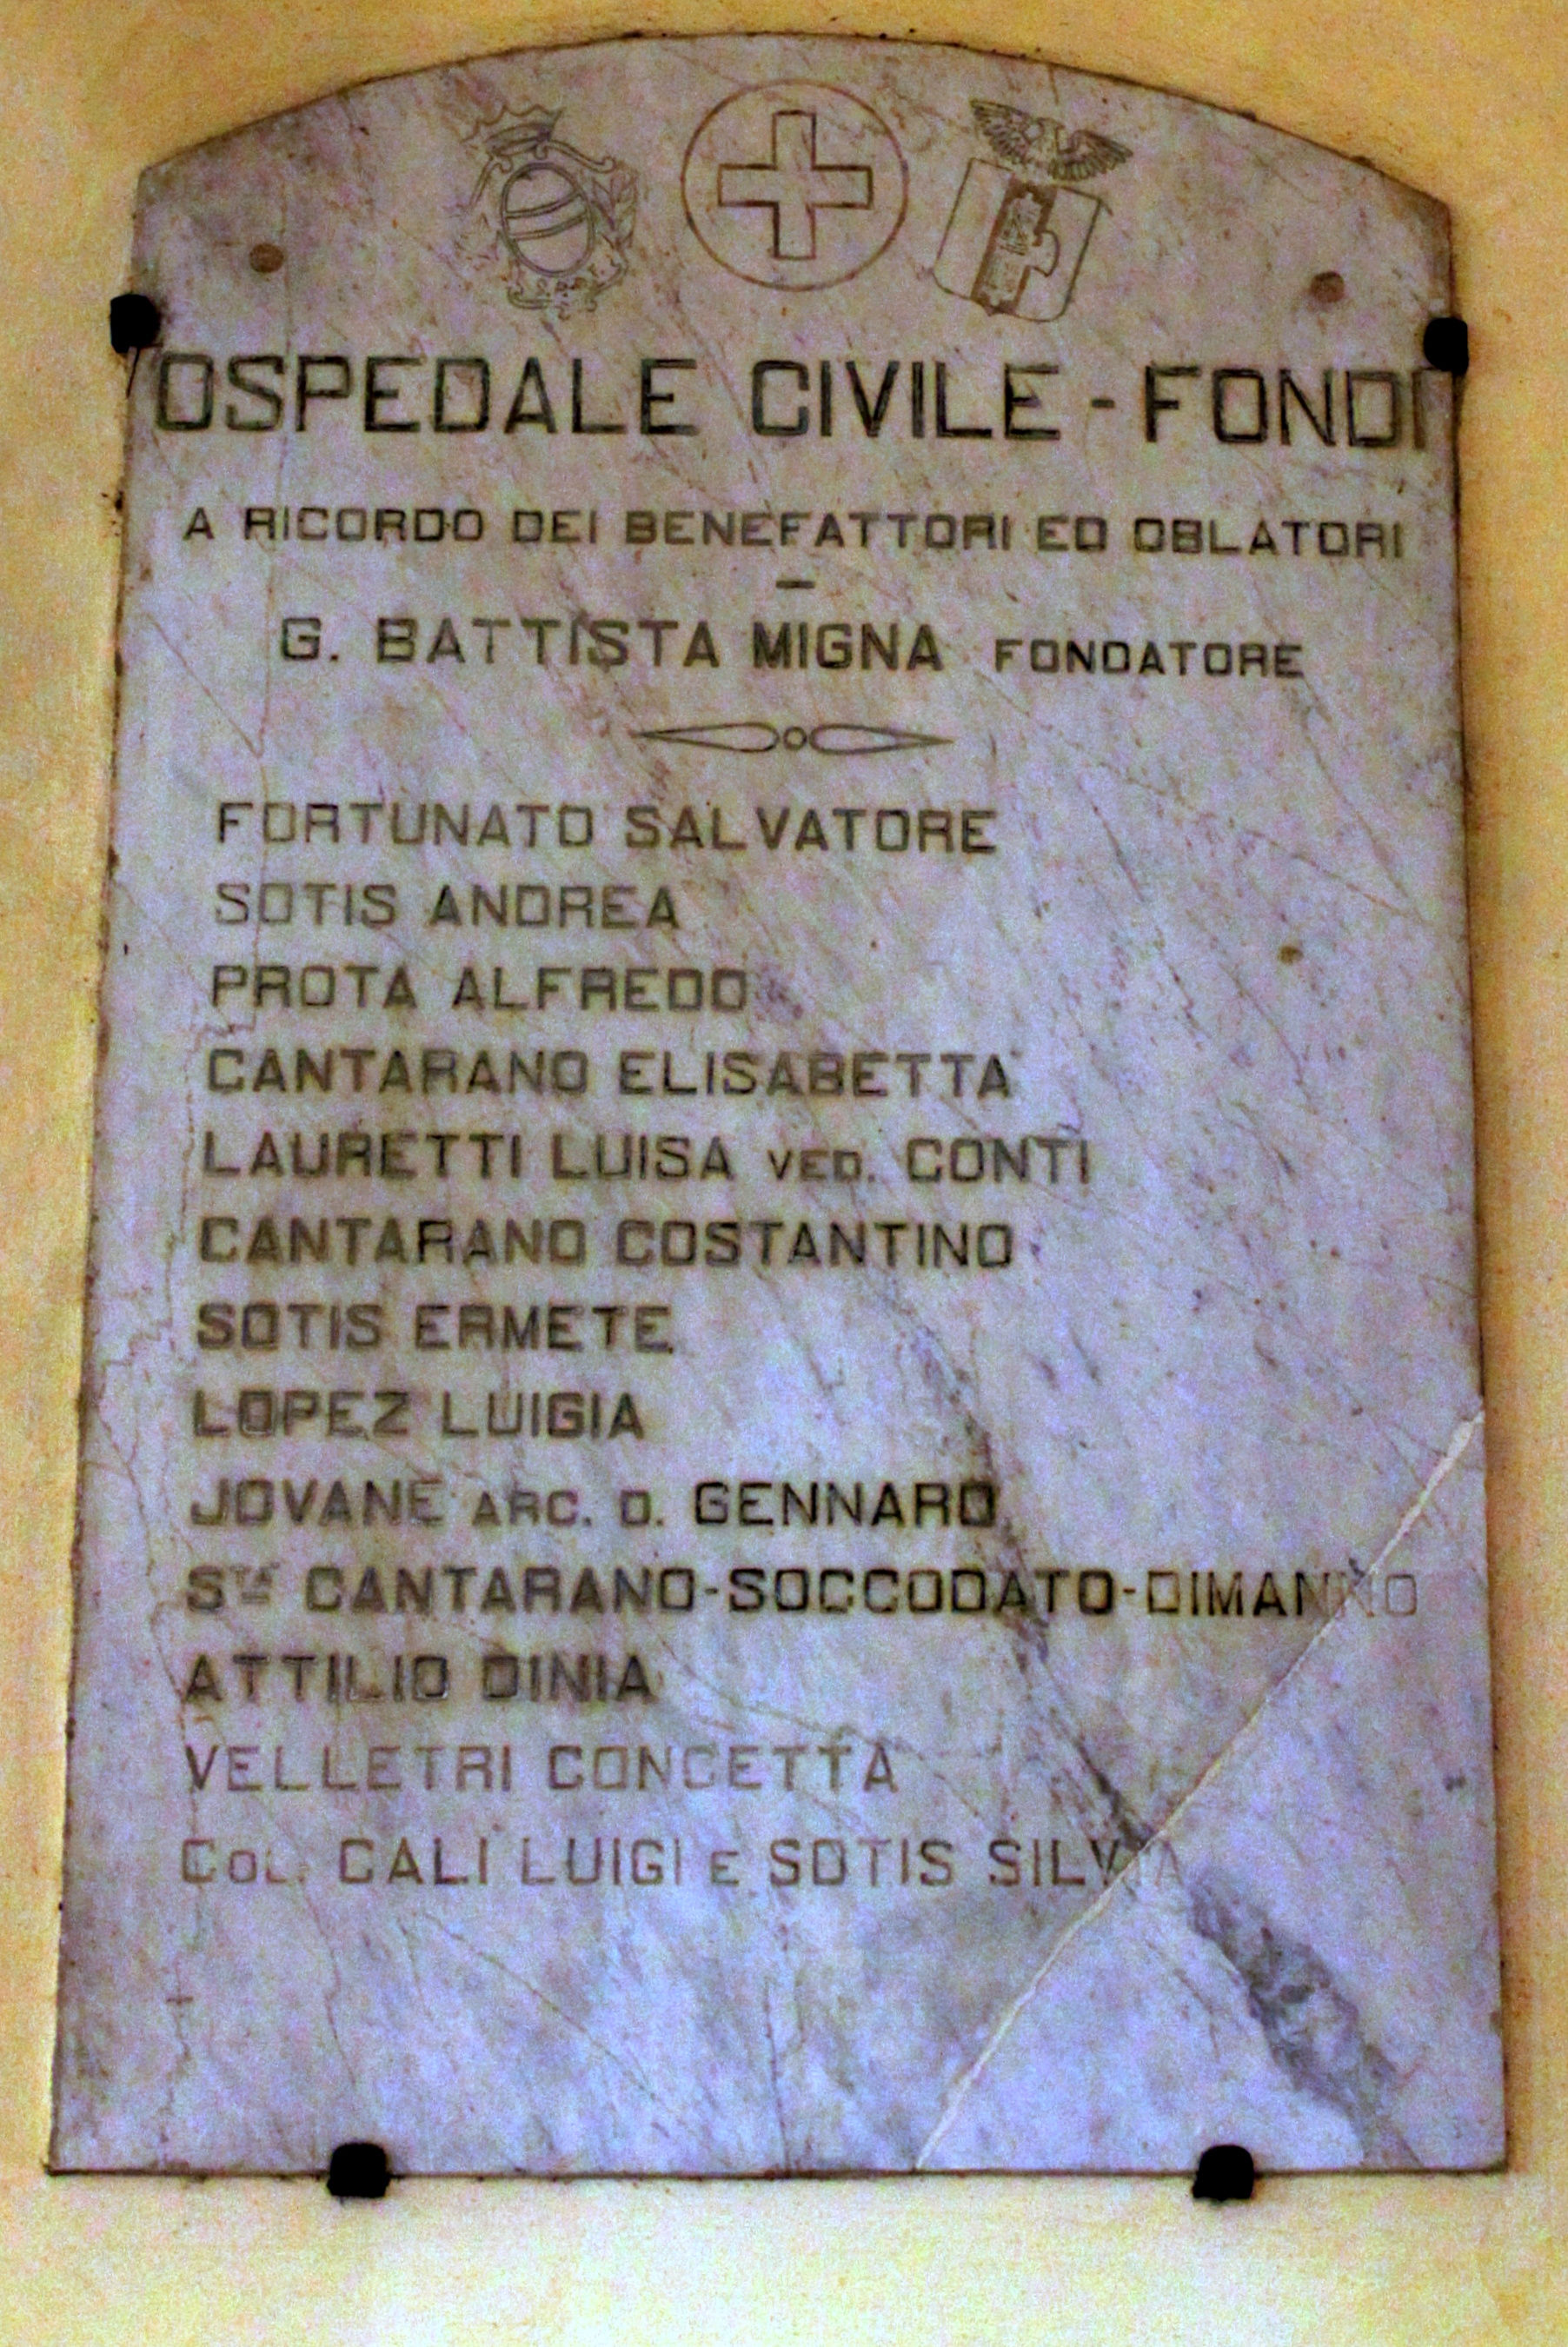 OSPEDALE CIVILE - FONDI
A RICORDO DEI BENEFATTORI ED OBLATORI
G. BATTISTA MIGNA FONDATORE
FORTUNATO SALVATORE
SOTIS ANDREA
PROTA ALFREDO
CANTARANO ELISABETTA
LAURETTI LUISA VED. CONTI
CANTARANO COSTANTINO
SOTIS ERMETE
LOPEZ LUIGIA
JOVANE ARC. D. GENNARO
STÀ CANTARANO-SOCCODATO-DIMANNO
ATTILIO DINIA
VELLETRI CONCETTA
COL. CALI LUIGI E SOTIS SILVIA